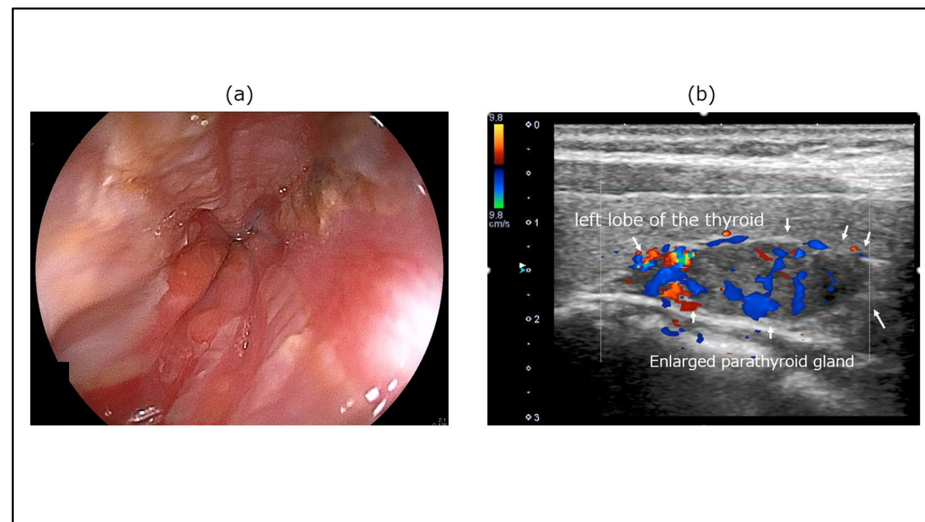 (a)
(b)
9.8
9.8
cm/s
0
1
2
3
left lobe of the thyroid
Enlarged parathyroid gland